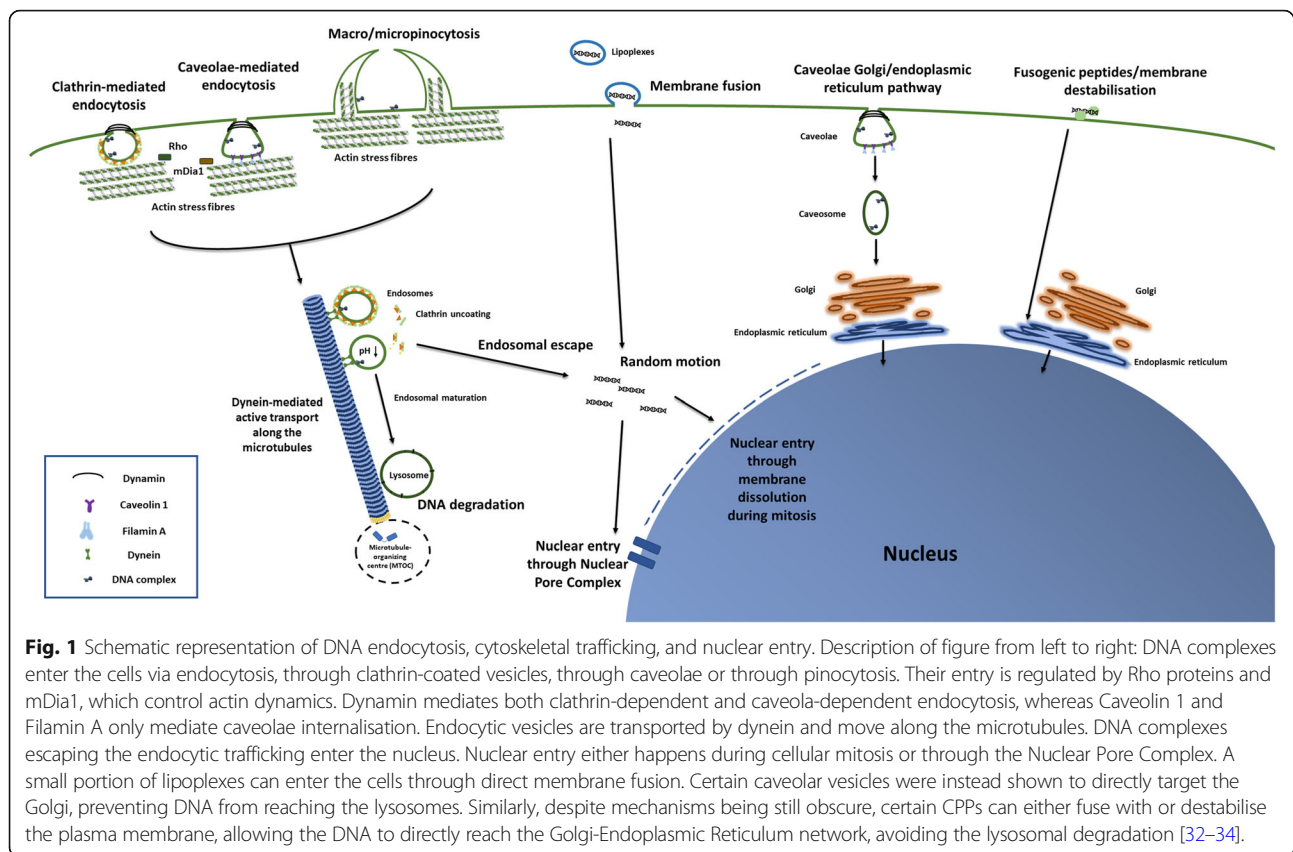 Macro/micropinocytosis
Clathrin-mediated
endocytosis
Caveolae-mediated
endocytosis
Lipoplexes
Membrane fusion
Caveolae Golgi/endoplasmic
reticulum pathway
Fusogenic peptides/membrane
destabilisation
Rho
mDia1
Actin stress fibres
Actin stress fibres
Caveolae
Caveosome
Golgi
Endoplasmic reticulum
Golgi
Endoplasmic reticulum
Endosomes
Clathrin uncoating
pH ↓
Endosomal escape
Random motion
Endosomal maturation
Dynein-mediated
active transport
along the
microtubules
Lysosome
DNA degradation
Microtubule-
organizing
centre (MTOC)
Nuclear entry
through
membrane
dissolution
during mitosis
Nuclear entry
through Nuclear
Pore Complex
Nucleus
Dynamin
Caveolin 1
Filamin A
Dynein
DNA complex
Fig. 1 Schematic representation of DNA endocytosis, cytoskeletal trafficking, and nuclear entry. Description of figure from left to right: DNA complexes
enter the cells via endocytosis, through clathrin-coated vesicles, through caveolae or through pinocytosis. Their entry is regulated by Rho proteins and
mDia1, which control actin dynamics. Dynamin mediates both clathrin-dependent and caveola-dependent endocytosis, whereas Caveolin 1 and
Filamin A only mediate caveolae internalisation. Endocytic vesicles are transported by dynein and move along the microtubules. DNA complexes
escaping the endocytic trafficking enter the nucleus. Nuclear entry either happens during cellular mitosis or through the Nuclear Pore Complex. A
small portion of lipoplexes can enter the cells through direct membrane fusion. Certain caveolar vesicles were instead shown to directly target the
Golgi, preventing DNA from reaching the lysosomes. Similarly, despite mechanisms being still obscure, certain CPPs can either fuse with or destabilise
the plasma membrane, allowing the DNA to directly reach the Golgi-Endoplasmic Reticulum network, avoiding the lysosomal degradation [32–34].